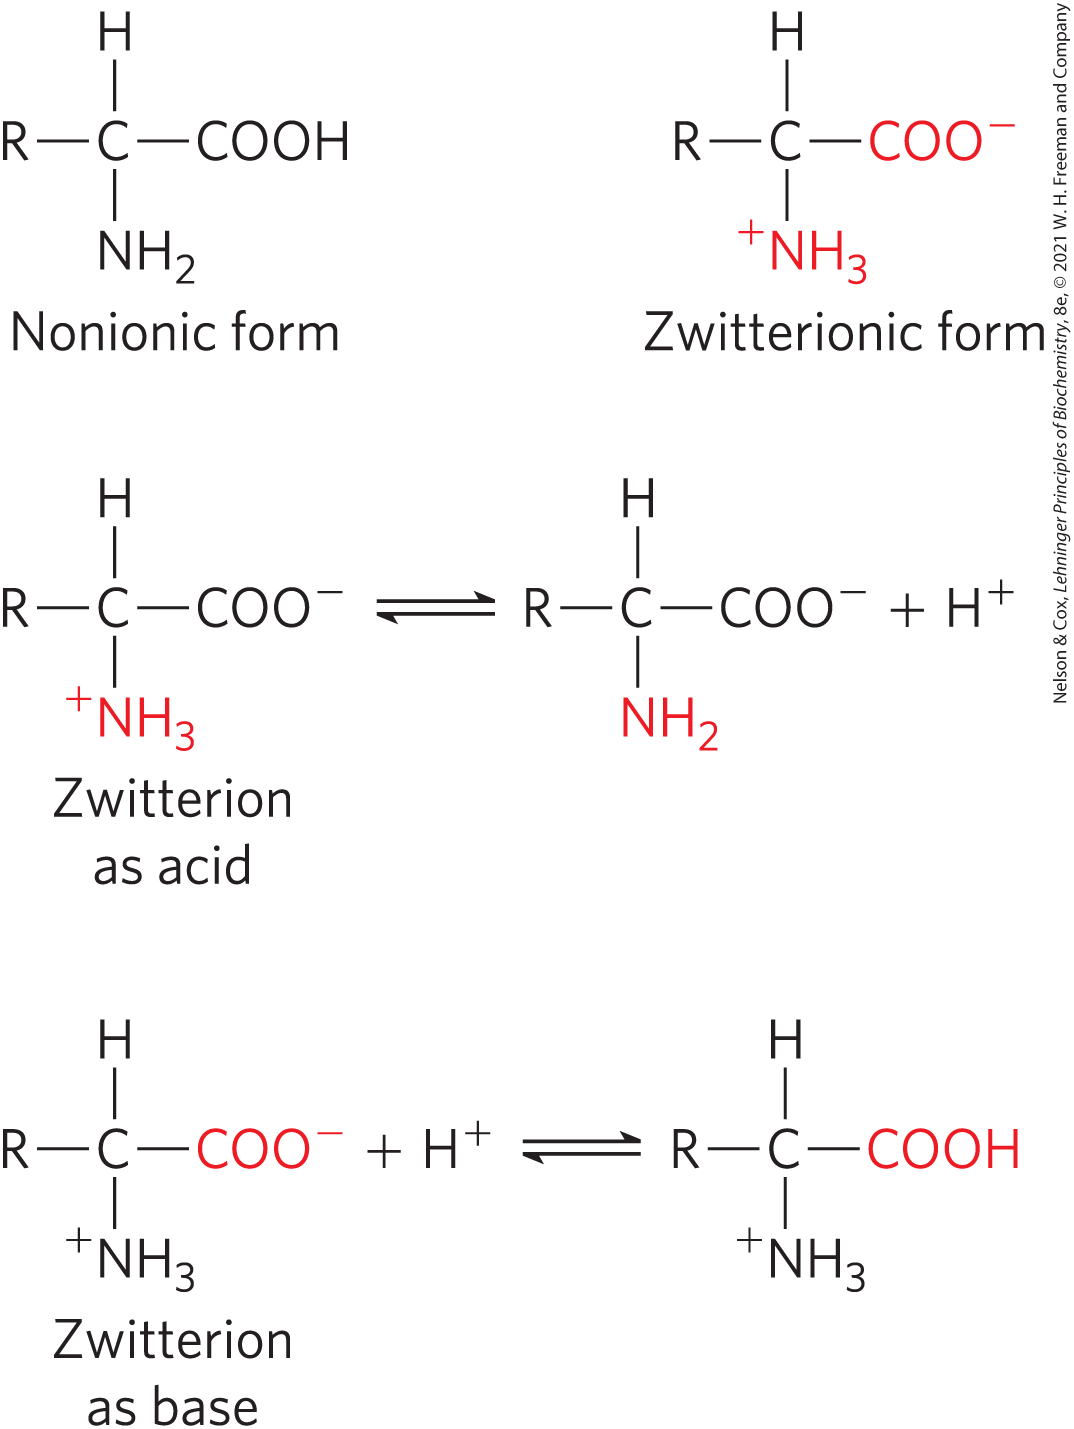 H H
R—C—COOH R—C—COO⁻
NH₂ ⁺NH₃
Nonionic form Zwitterionic form
H H
R—C—COO⁻ ⇌ R—C—COO⁻ + H⁺
⁺NH₃ NH₂
Zwitterion
as acid
H H
R—C—COO⁻ + H⁺ ⇌ R—C—COOH
⁺NH₃ ⁺NH₃
Zwitterion
as base
Nelson & Cox, Lehninger Principles of Biochemistry, 8e, © 2021 W. H. Freeman and Company